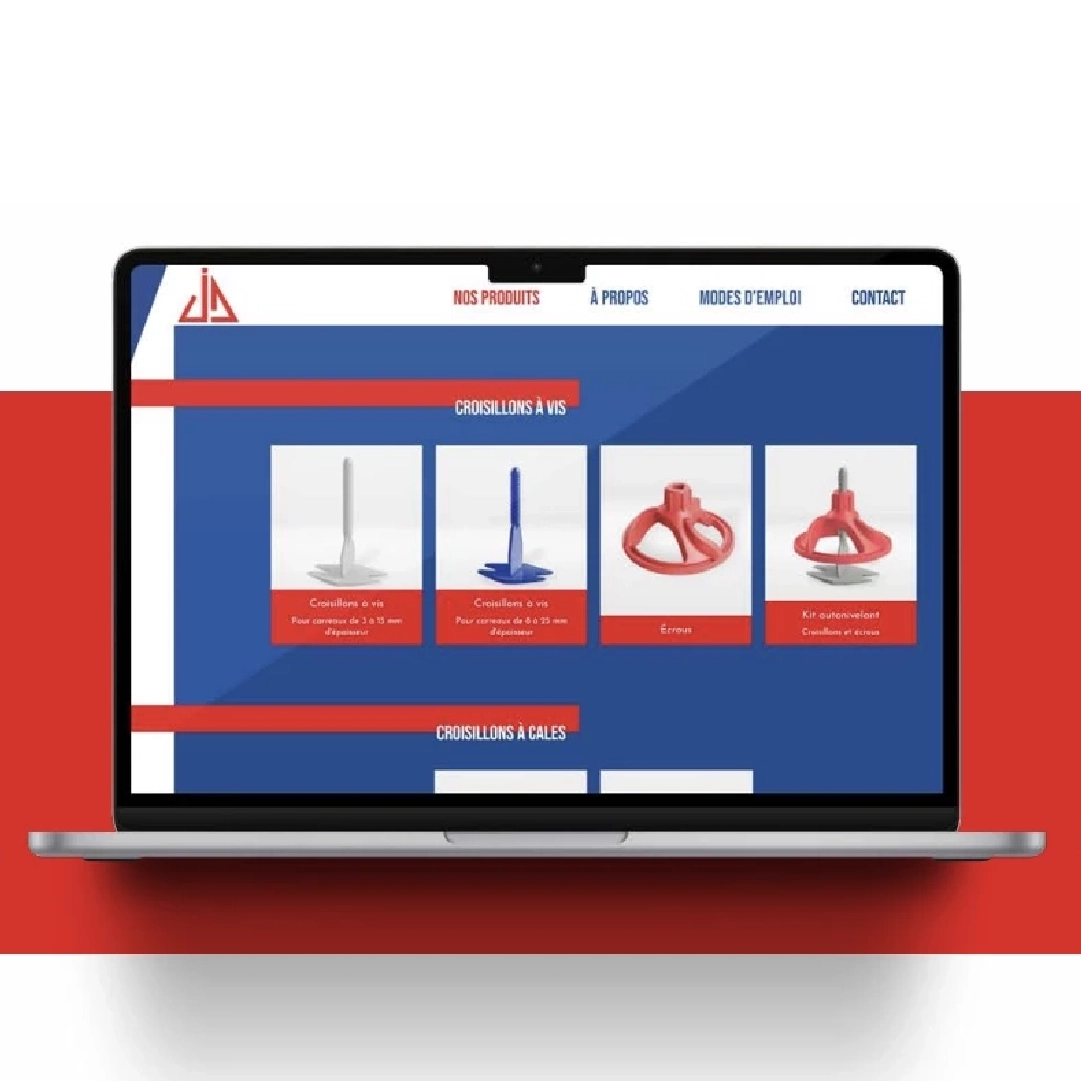 NOS PRODUITS
À PROPOS
MODES D'EMPLOI
CONTACT
CROISILLONS À VIS
Croisillons à vis
Pour carreaux de 3 à 15 mm
d'épaisseur
Croisillons à vis
Pour carreaux de 6 à 25 mm
d'épaisseur
Écrous
Kit autonivelant
Croisillons et écrous
CROISILLONS À CALES